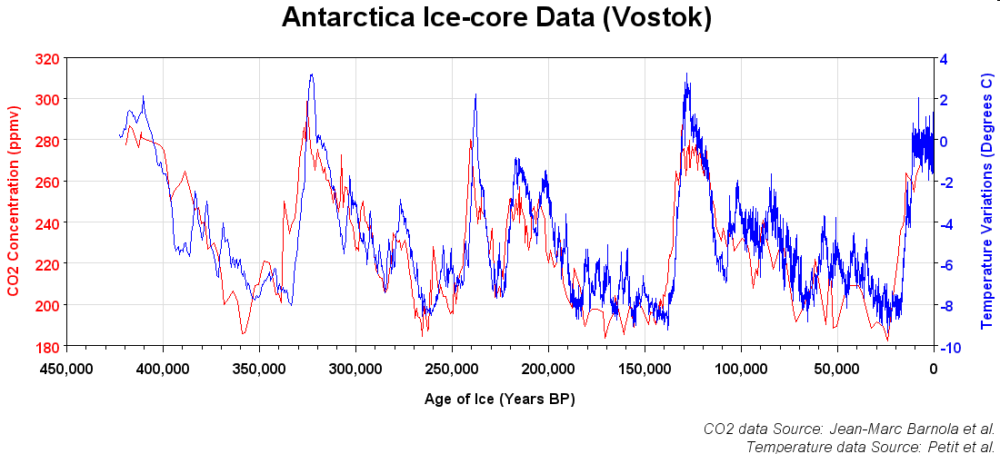 Antarctica Ice-core Data (Vostok)
320
300
280
260
240
220
200
180
CO2 Concentration (ppmv)
4
2
0
-2
-4
-6
-8
-10
Temperature Variations (Degrees C)
450,000 400,000 350,000 300,000 250,000 200,000 150,000 100,000 50,000 0
Age of Ice (Years BP)
CO2 data Source: Jean-Marc Barnola et al.
Temperature data Source: Petit et al.